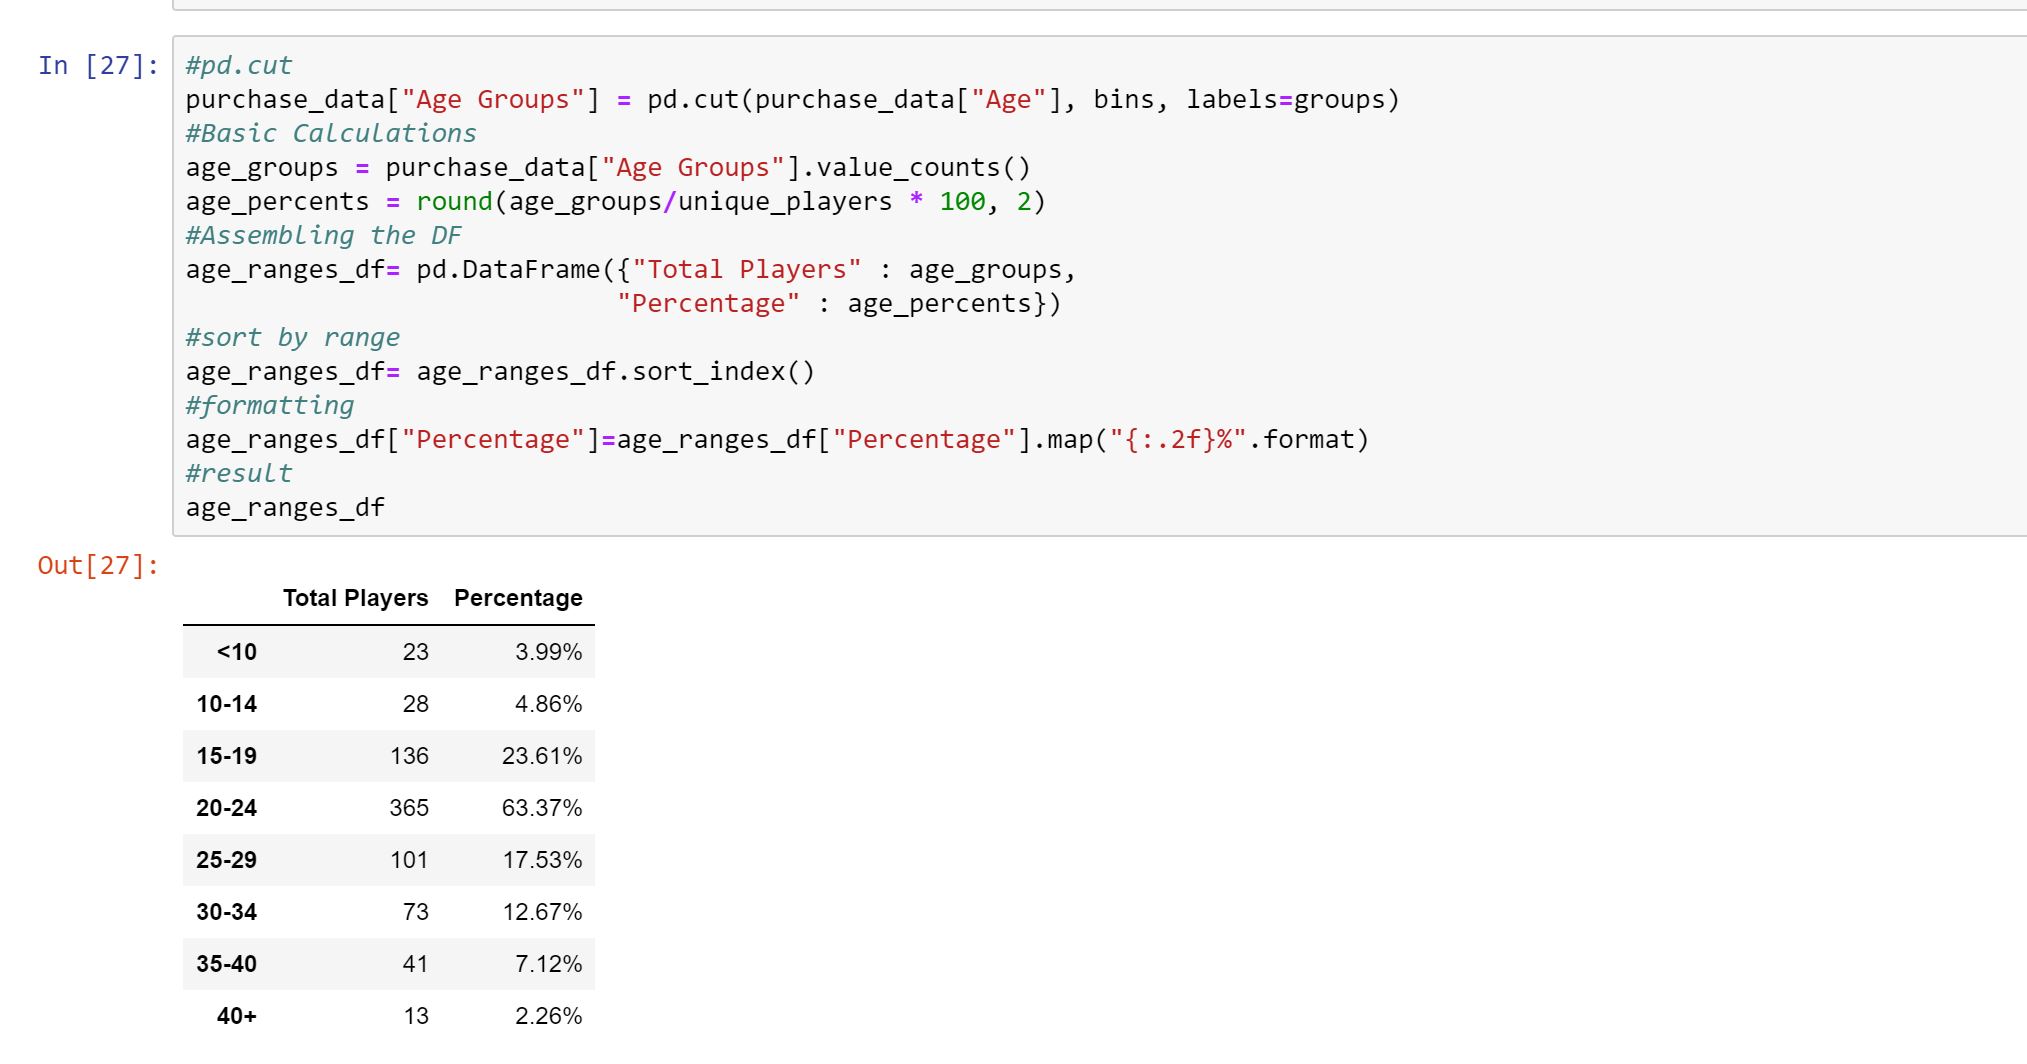 In [27]:
#pd.cut
purchase_data["Age Groups"] = pd.cut(purchase_data["Age"], bins, labels=groups)
#Basic Calculations
age_groups = purchase_data["Age Groups"].value_counts()
age_percents = round(age_groups/unique_players * 100, 2)
#Assembling the DF
age_ranges_df= pd.DataFrame({"Total Players" : age_groups,
                            "Percentage" : age_percents})
#sort by range
age_ranges_df= age_ranges_df.sort_index()
#formatting
age_ranges_df["Percentage"]=age_ranges_df["Percentage"].map("{:.2f}%".format)
#result
age_ranges_df
Out[27]:
Total Players Percentage
<10 23 3.99%
10-14 28 4.86%
15-19 136 23.61%
20-24 365 63.37%
25-29 101 17.53%
30-34 73 12.67%
35-40 41 7.12%
40+ 13 2.26%